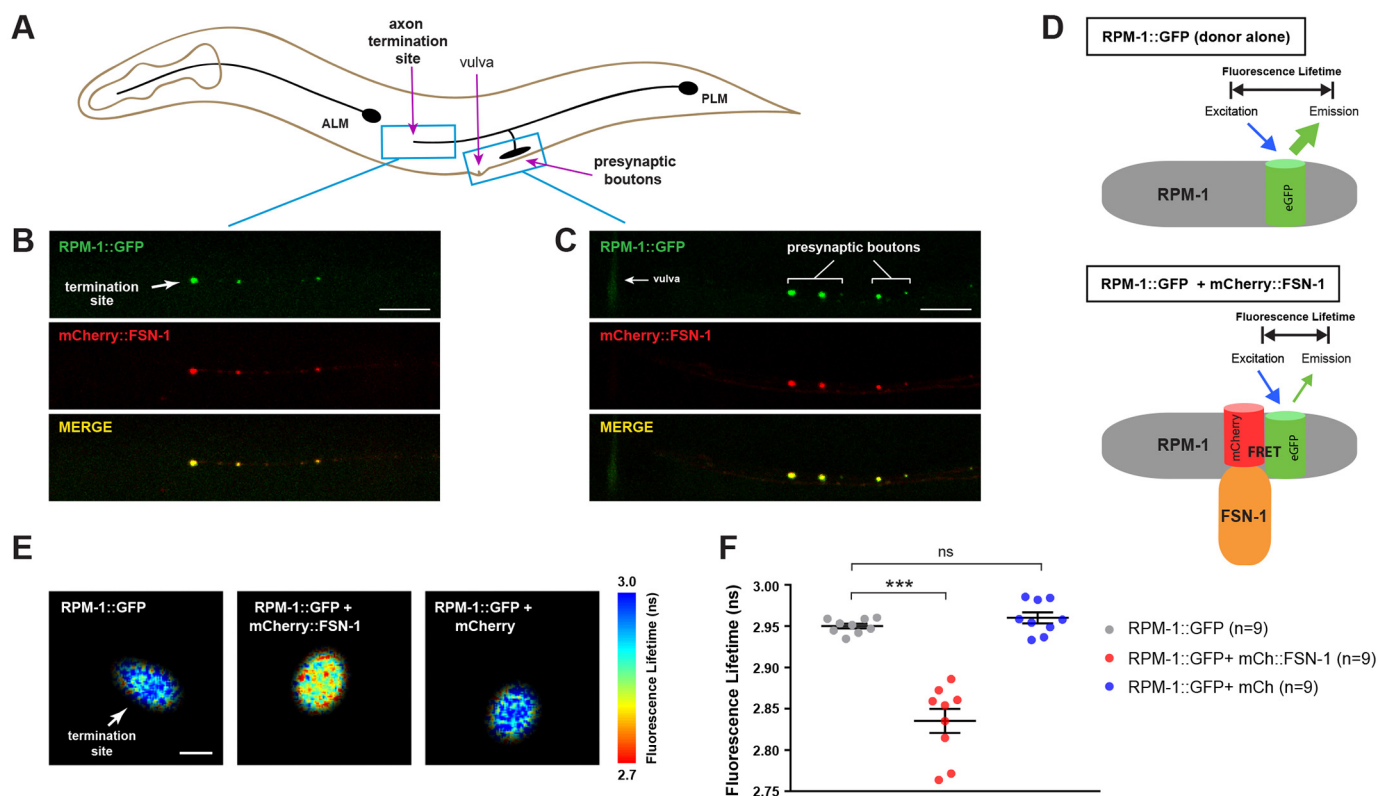 A
axon
termination
site
vulva
ALM
PLM
presynaptic
boutons
B
RPM-1::GFP
termination
site
mCherry::FSN-1
MERGE
C
RPM-1::GFP
vulva
presynaptic boutons
mCherry::FSN-1
MERGE
D
RPM-1::GFP (donor alone)
Fluorescence Lifetime
Excitation
Emission
RPM-1
eGFP
RPM-1::GFP + mCherry::FSN-1
Fluorescence Lifetime
Excitation
Emission
RPM-1
mCherry
FRET
eGFP
FSN-1
E
RPM-1::GFP
termination
site
RPM-1::GFP +
mCherry::FSN-1
RPM-1::GFP +
mCherry
3.0
2.7
Fluorescence Lifetime (ns)
F
ns
***
3.00
2.95
2.90
2.85
2.80
2.75
Fluorescence Lifetime (ns)
RPM-1::GFP (n=9)
RPM-1::GFP+ mCh::FSN-1 (n=9)
RPM-1::GFP+ mCh (n=9)